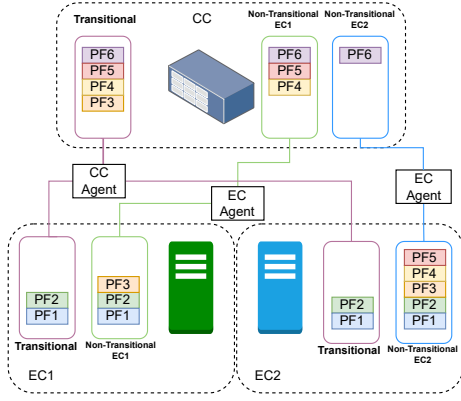 CC
Transitional
Non-Transitional
EC1
Non-Transitional
EC2
PF6
PF5
PF4
PF3
PF6
PF5
PF4
PF6
CC
Agent
EC
Agent
EC
Agent
PF2
PF1
Transitional
PF3
PF2
PF1
Non-Transitional
EC1
EC1
PF2
PF1
Transitional
PF5
PF4
PF3
PF2
PF1
Non-Transitional
EC2
EC2